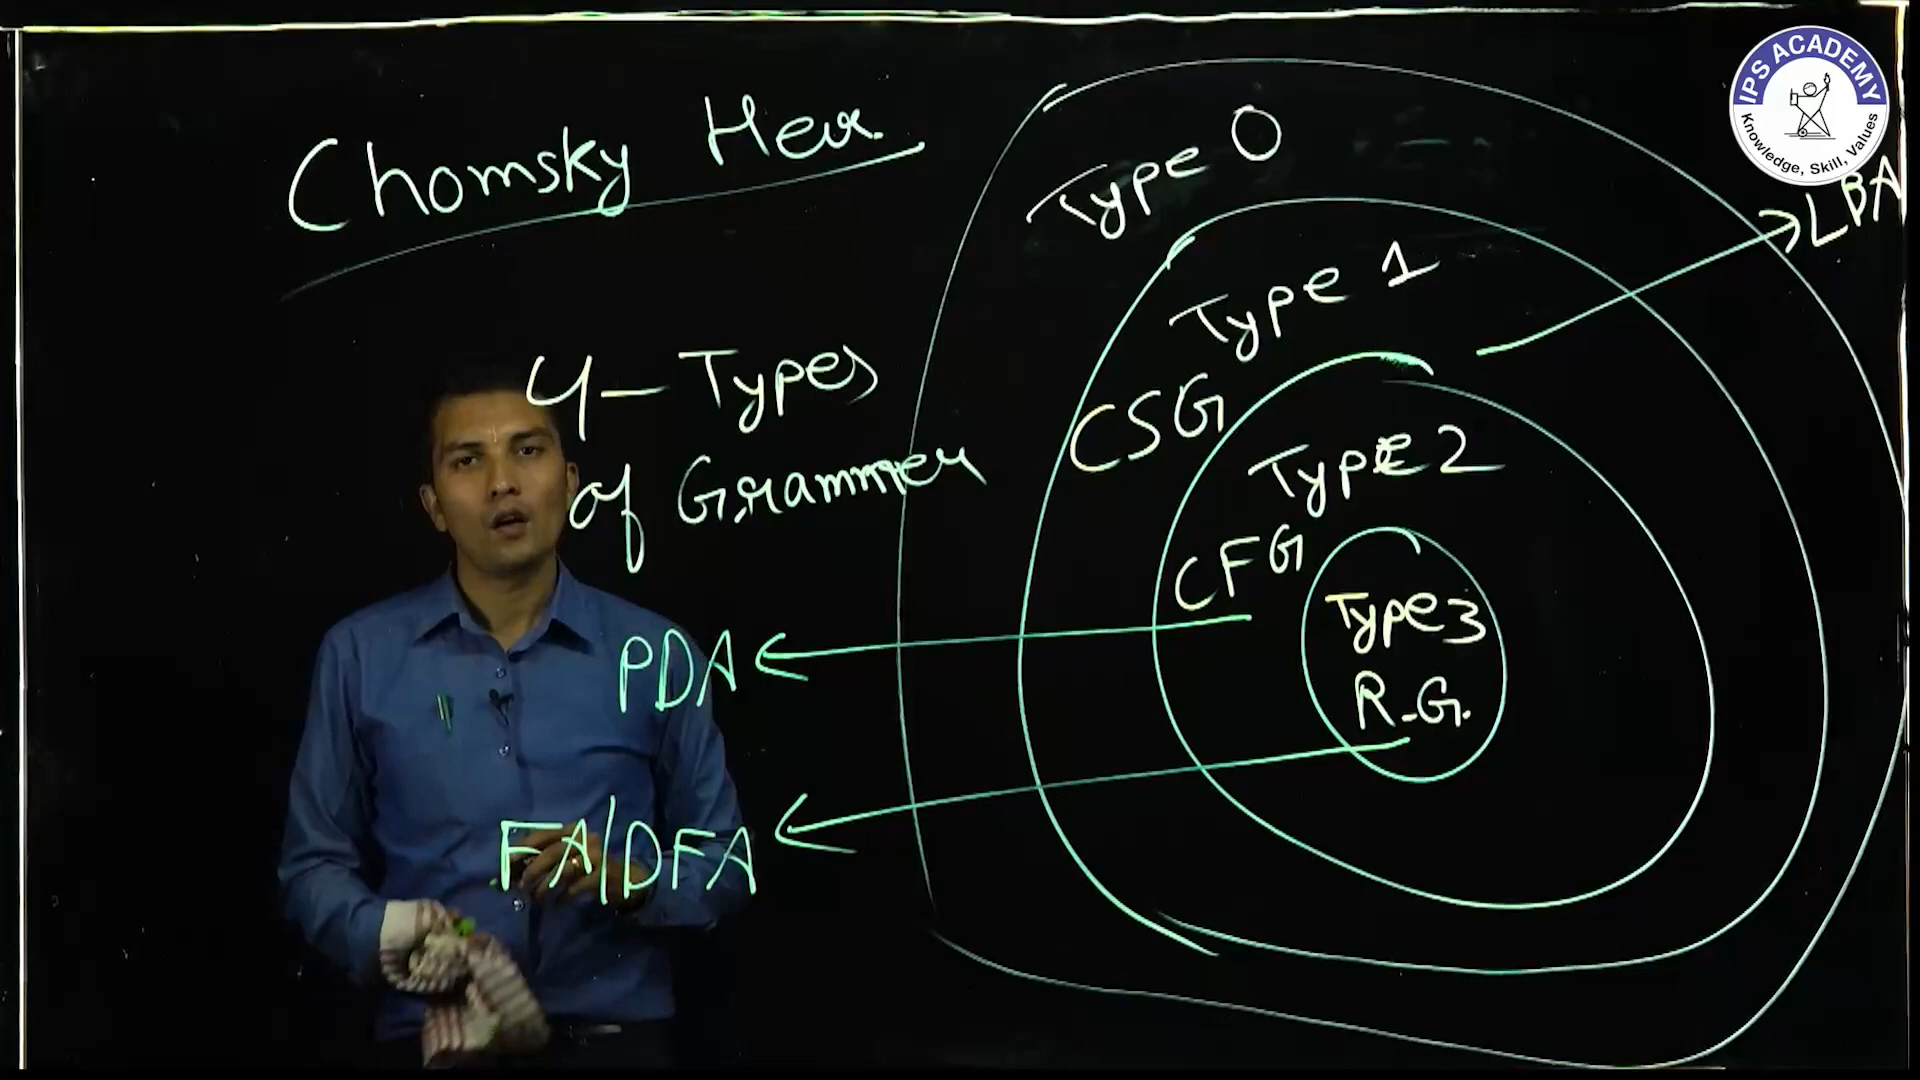 Chomsky Her.
4-Types
of Grammer
PDA
FA/DFA
Type 0
Type 1
CSG
Type 2
CFG
Type 3
R.G.
LBA
IPS ACADEMY
Knowledge, Skill, Values